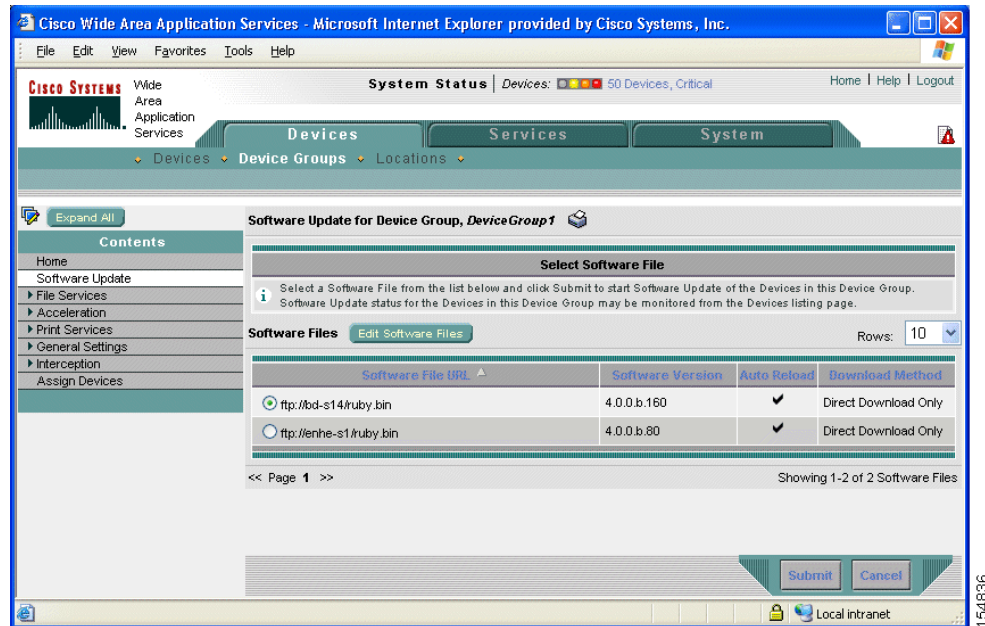 Cisco Wide Area Application Services - Microsoft Internet Explorer provided by Cisco Systems, Inc.
File Edit View Favorites Tools Help
CISCO SYSTEMS
Wide
Area
Application
Services
System Status | Devices: 50 Devices, Critical
Home | Help | Logout
Devices Services System
Devices Device Groups Locations
Expand All
Contents
Home
Software Update
File Services
Acceleration
Print Services
General Settings
Interception
Assign Devices
Software Update for Device Group, DeviceGroup1
Select Software File
Select a Software File from the list below and click Submit to start Software Update of the Devices in this Device Group.
Software Update status for the Devices in this Device Group may be monitored from the Devices listing page.
Software Files Edit Software Files Rows: 10
Software File URL Software Version Auto Reload Download Method
ftp://bd-s14/ruby.bin 4.0.0.b.160 Direct Download Only
ftp://enhe-s1/ruby.bin 4.0.0.b.80 Direct Download Only
<< Page 1 >> Showing 1-2 of 2 Software Files
Submit Cancel
Local intranet
154836